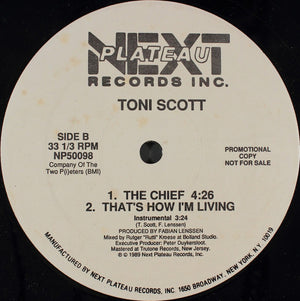 NEXT
PLATEAU
RECORDS INC.
TONI SCOTT
SIDE B
33 1/3 RPM
NP50098
Company Of The
Two P(i)eters (BMI)
PROMOTIONAL
COPY
NOT FOR SALE
1. THE CHIEF 4:26
2. THAT'S HOW I'M LIVING
Instrumental 3:24
(T. Scott, F. Lenssen)
PRODUCED BY FABIAN LENSSEN
Mixed by Rutger "Rutti" Kroese at Bolland Studio.
Executive Producer: Peter Duykersloot.
Mastered at Trutone Records, New Jersey.
℗ © 1989 Next Plateau Records, Inc.
MANUFACTURED BY NEXT PLATEAU RECORDS, INC. 1650 BROADWAY, NEW YORK, N.Y. 10019